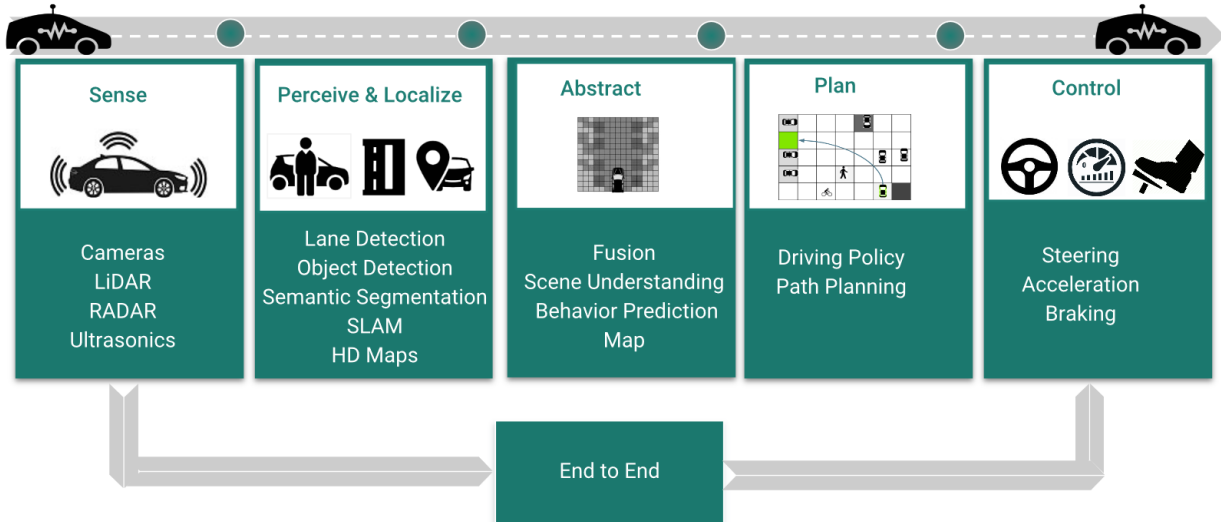 Sense
Cameras
LiDAR
RADAR
Ultrasonics
Perceive & Localize
Lane Detection
Object Detection
Semantic Segmentation
SLAM
HD Maps
Abstract
Fusion
Scene Understanding
Behavior Prediction
Map
Plan
Driving Policy
Path Planning
Control
Steering
Acceleration
Braking
End to End